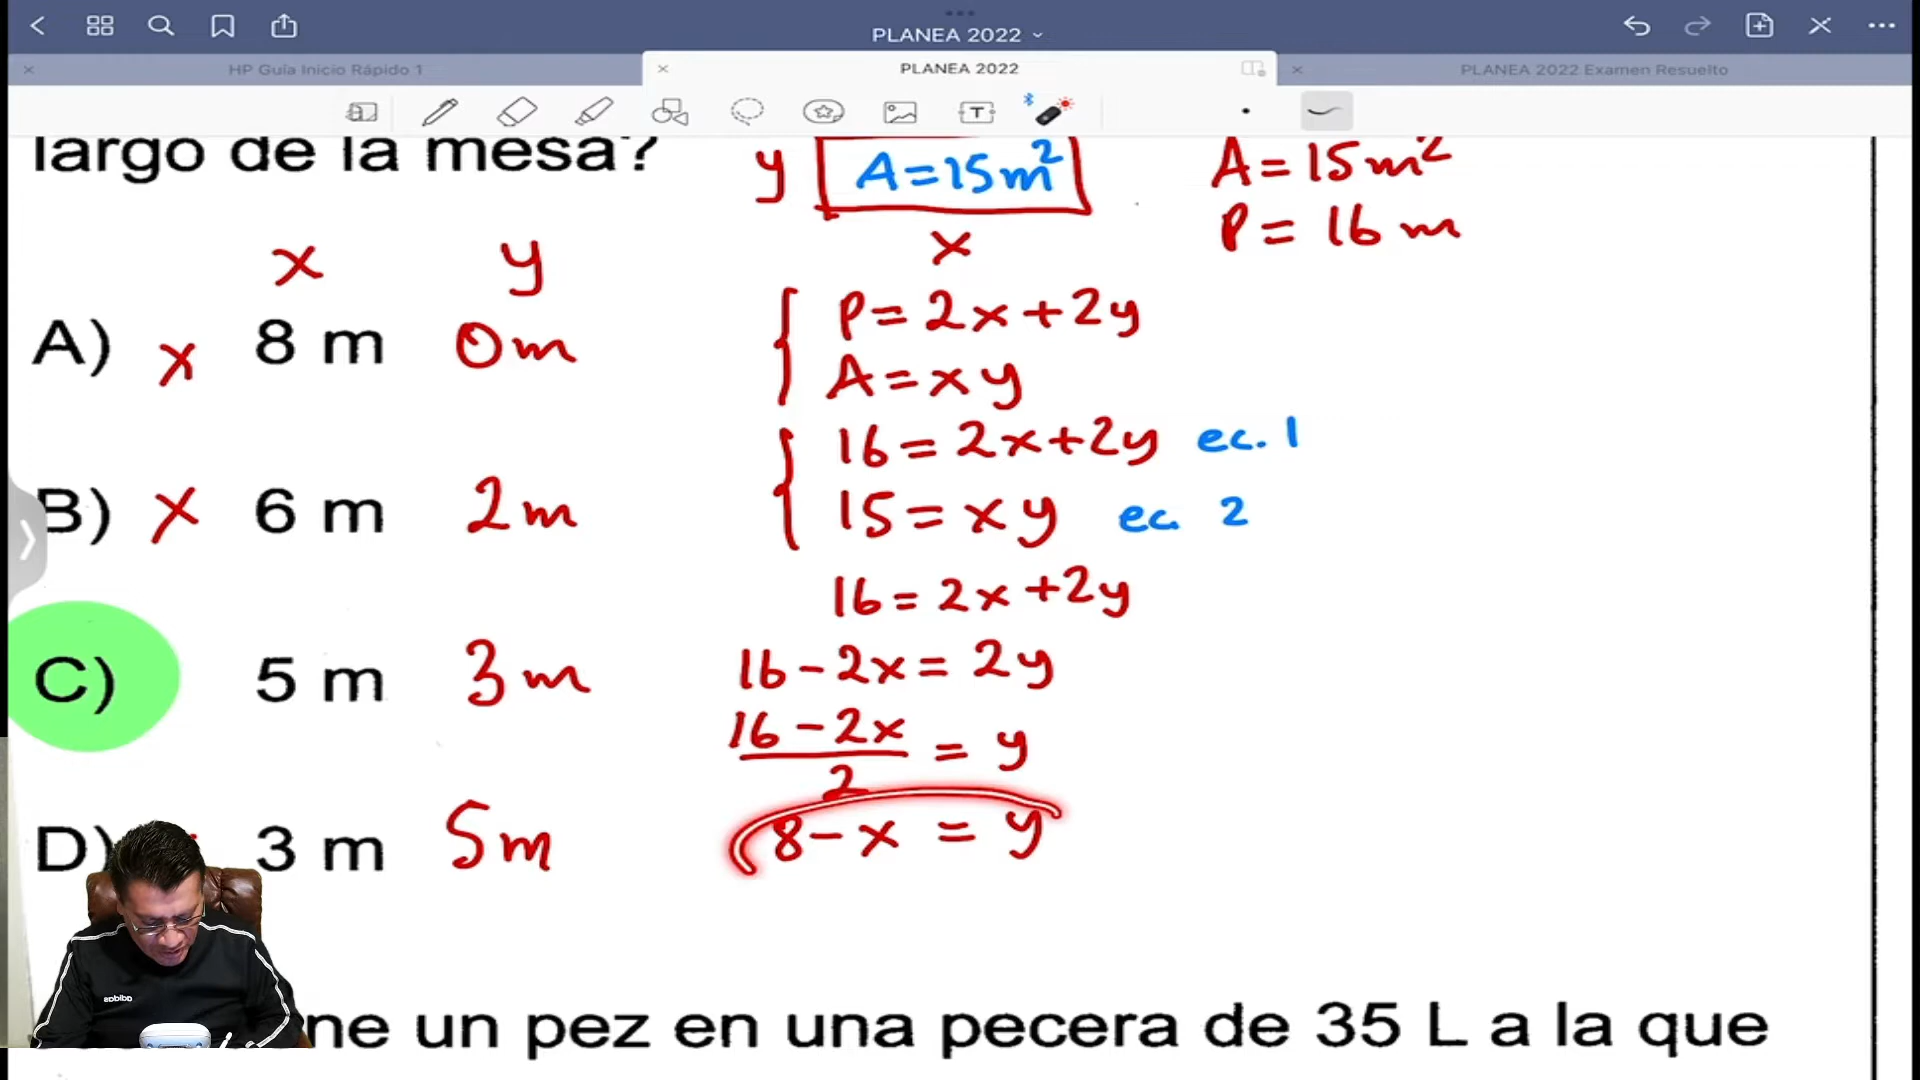 PLANEA 2022
HP Guía Inicio Rápido 1
PLANEA 2022
PLANEA 2022 Examen Resuelto
T
largo de la mesa?
y A=15m²
x
A=15m²
P=16m
x y
A) x 8 m 0m
B) x 6 m 2m
C) 5 m 3m
D) 3 m 5m
P=2x+2y
A=xy
16=2x+2y ec. 1
15=xy ec. 2
16=2x+2y
16-2x=2y
16-2x
2
=y
8-x=y
adidas
ne un pez en una pecera de 35 L a la que